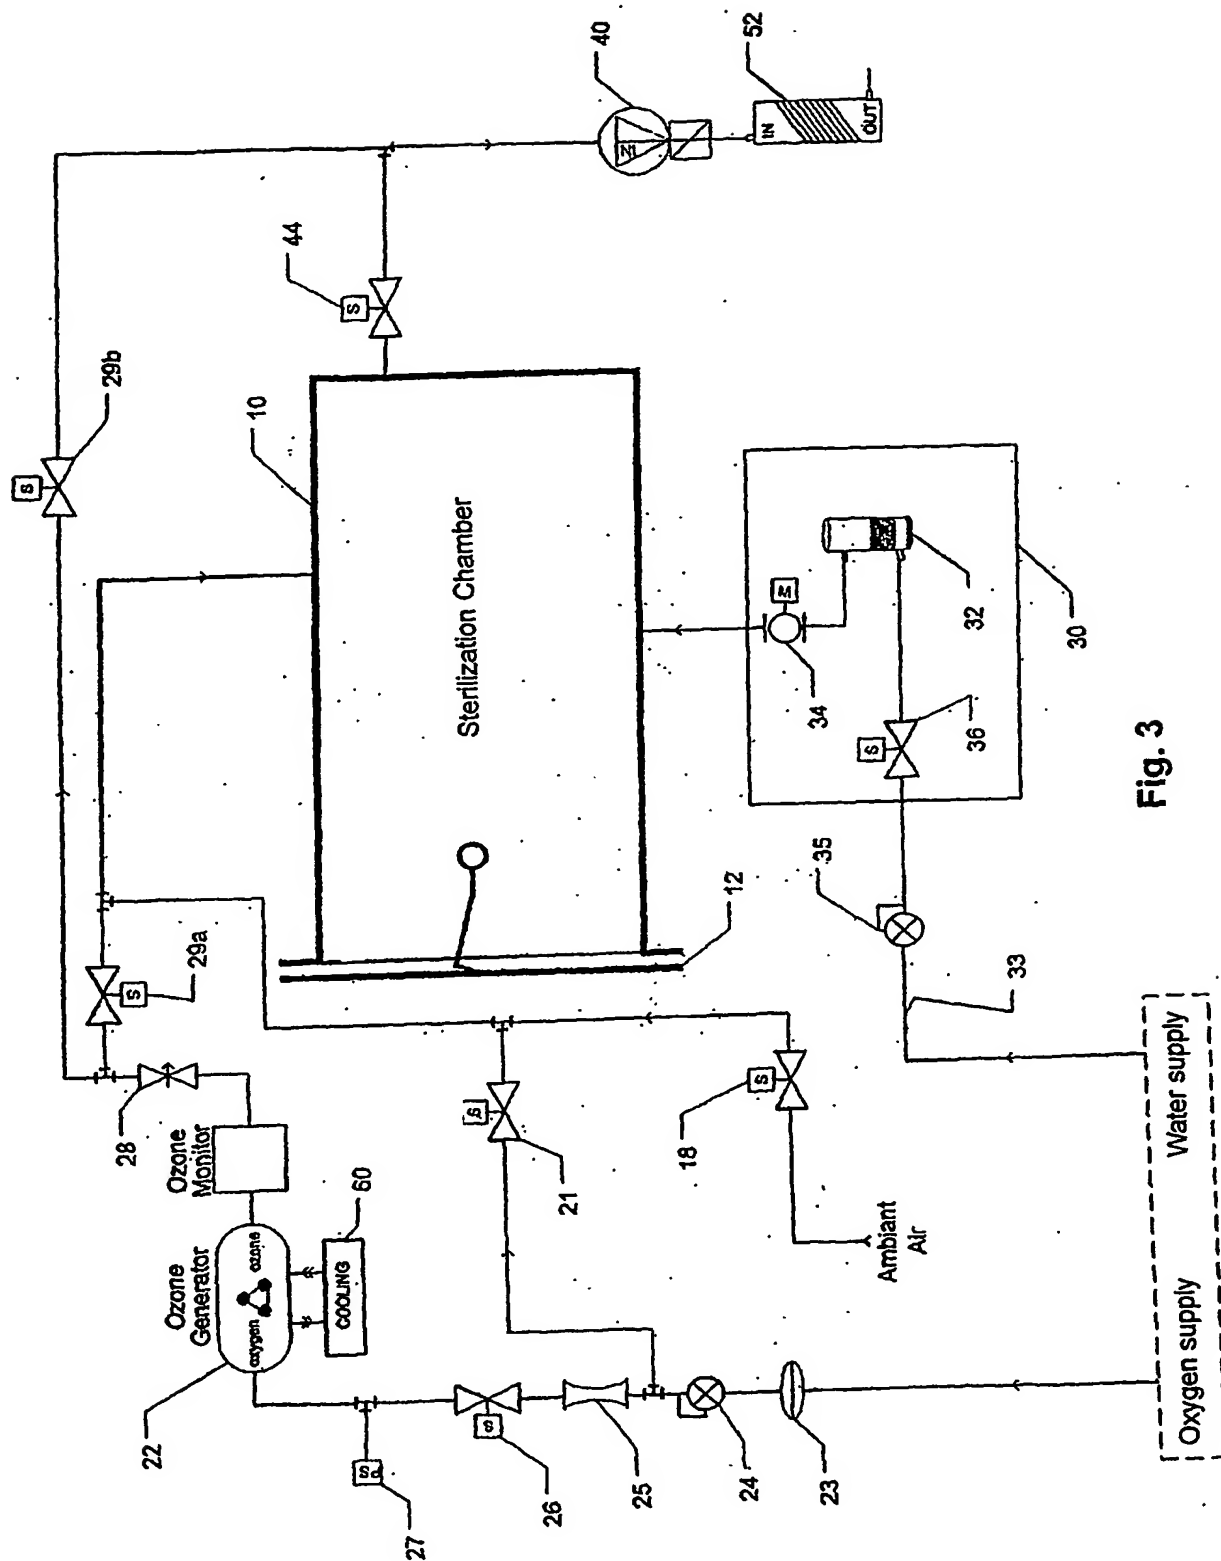 52
40
IN
OUT
N1
44
S
29b
S
10
Sterilization Chamber
M
32
30
34
S
36
35
33
12
29a
S
28
Ozone
Monitor
Ozone
Generator
oxygen
ozone
60
COOLING
22
27
S
26
25
24
23
21
S
18
Ambiant
Air
Oxygen supply
Water supply
Fig. 3